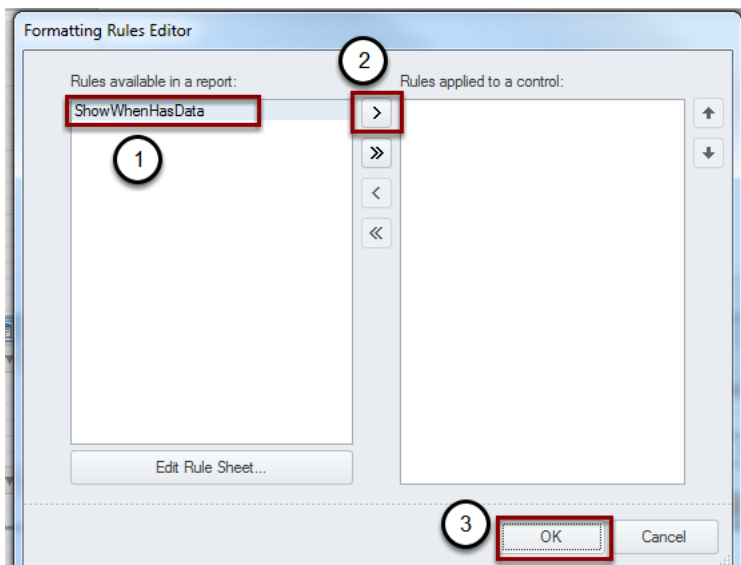 Formatting Rules Editor
2
Rules available in a report:
Rules applied to a control:
ShowWhenHasData
>
1
»
<
«
Edit Rule Sheet...
3
OK
Cancel